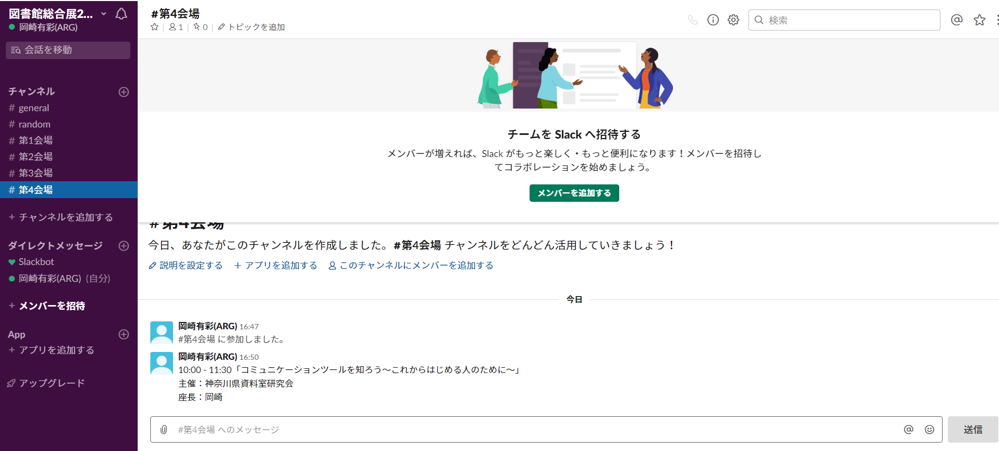 図書館総合展2...
岡崎有彩(ARG)
会話を移動
チャンネル
# general
# random
# 第1会場
# 第2会場
# 第3会場
# 第4会場
+ チャンネルを追加する
ダイレクトメッセージ
Slackbot
岡崎有彩(ARG) (自分)
+ メンバーを招待
App
+ アプリを追加する
アップグレード
#第4会場
1 | 0 | トピックを追加
検索
チームを Slack へ招待する
メンバーが増えれば、Slack がもっと楽しく・もっと便利になります！メンバーを招待し
てコラボレーションを始めましょう。
メンバーを追加する
#第4会場
今日、あなたがこのチャンネルを作成しました。#第4会場 チャンネルをどんどん活用していきましょう！
説明を設定する + アプリを追加する このチャンネルにメンバーを追加する
今日
岡崎有彩(ARG) 16:47
#第4会場 に参加しました。
岡崎有彩(ARG) 16:50
10:00 - 11:30「コミュニケーションツールを知ろう～これからはじめる人のために～」
主催：神奈川県資料室研究会
座長：岡崎
#第4会場 へのメッセージ
送信